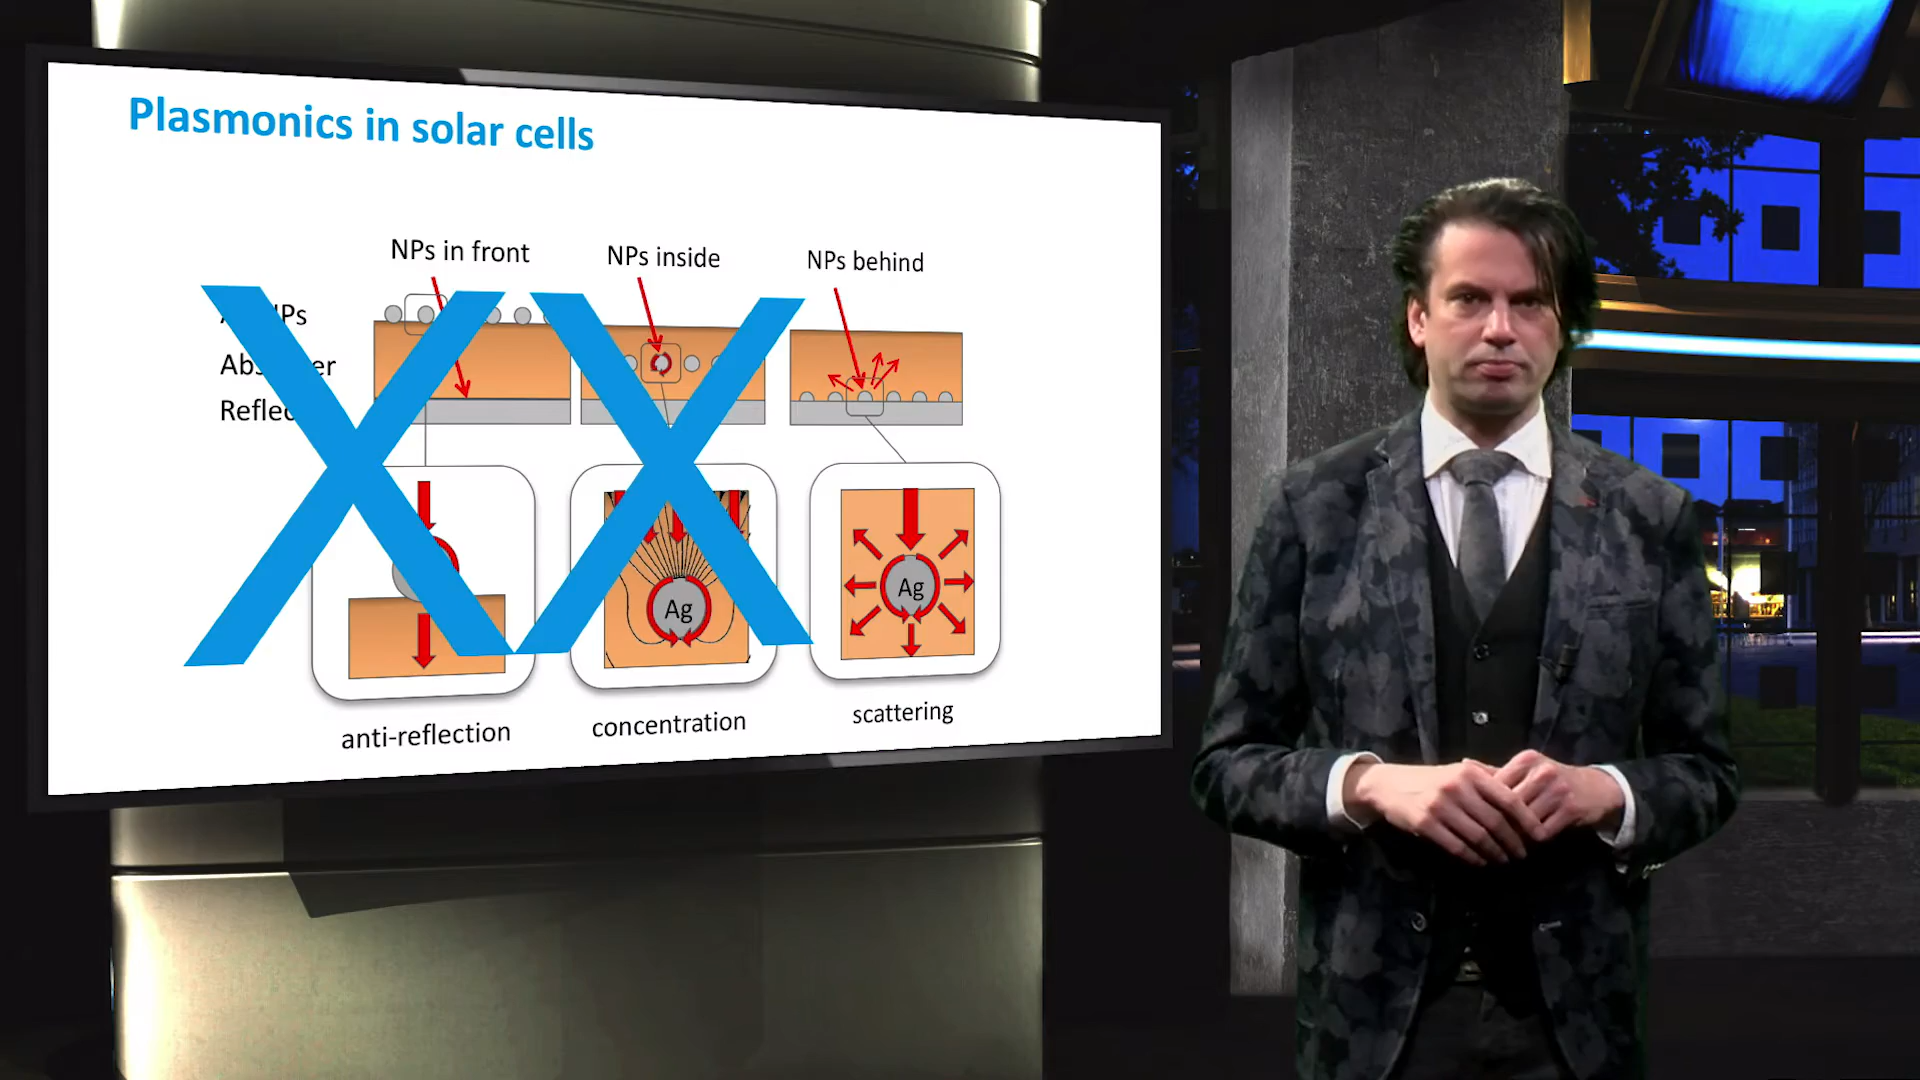 Plasmonics in solar cells
NPs in front
NPs inside
NPs behind
anti-reflection
concentration
scattering
Ag
Ag